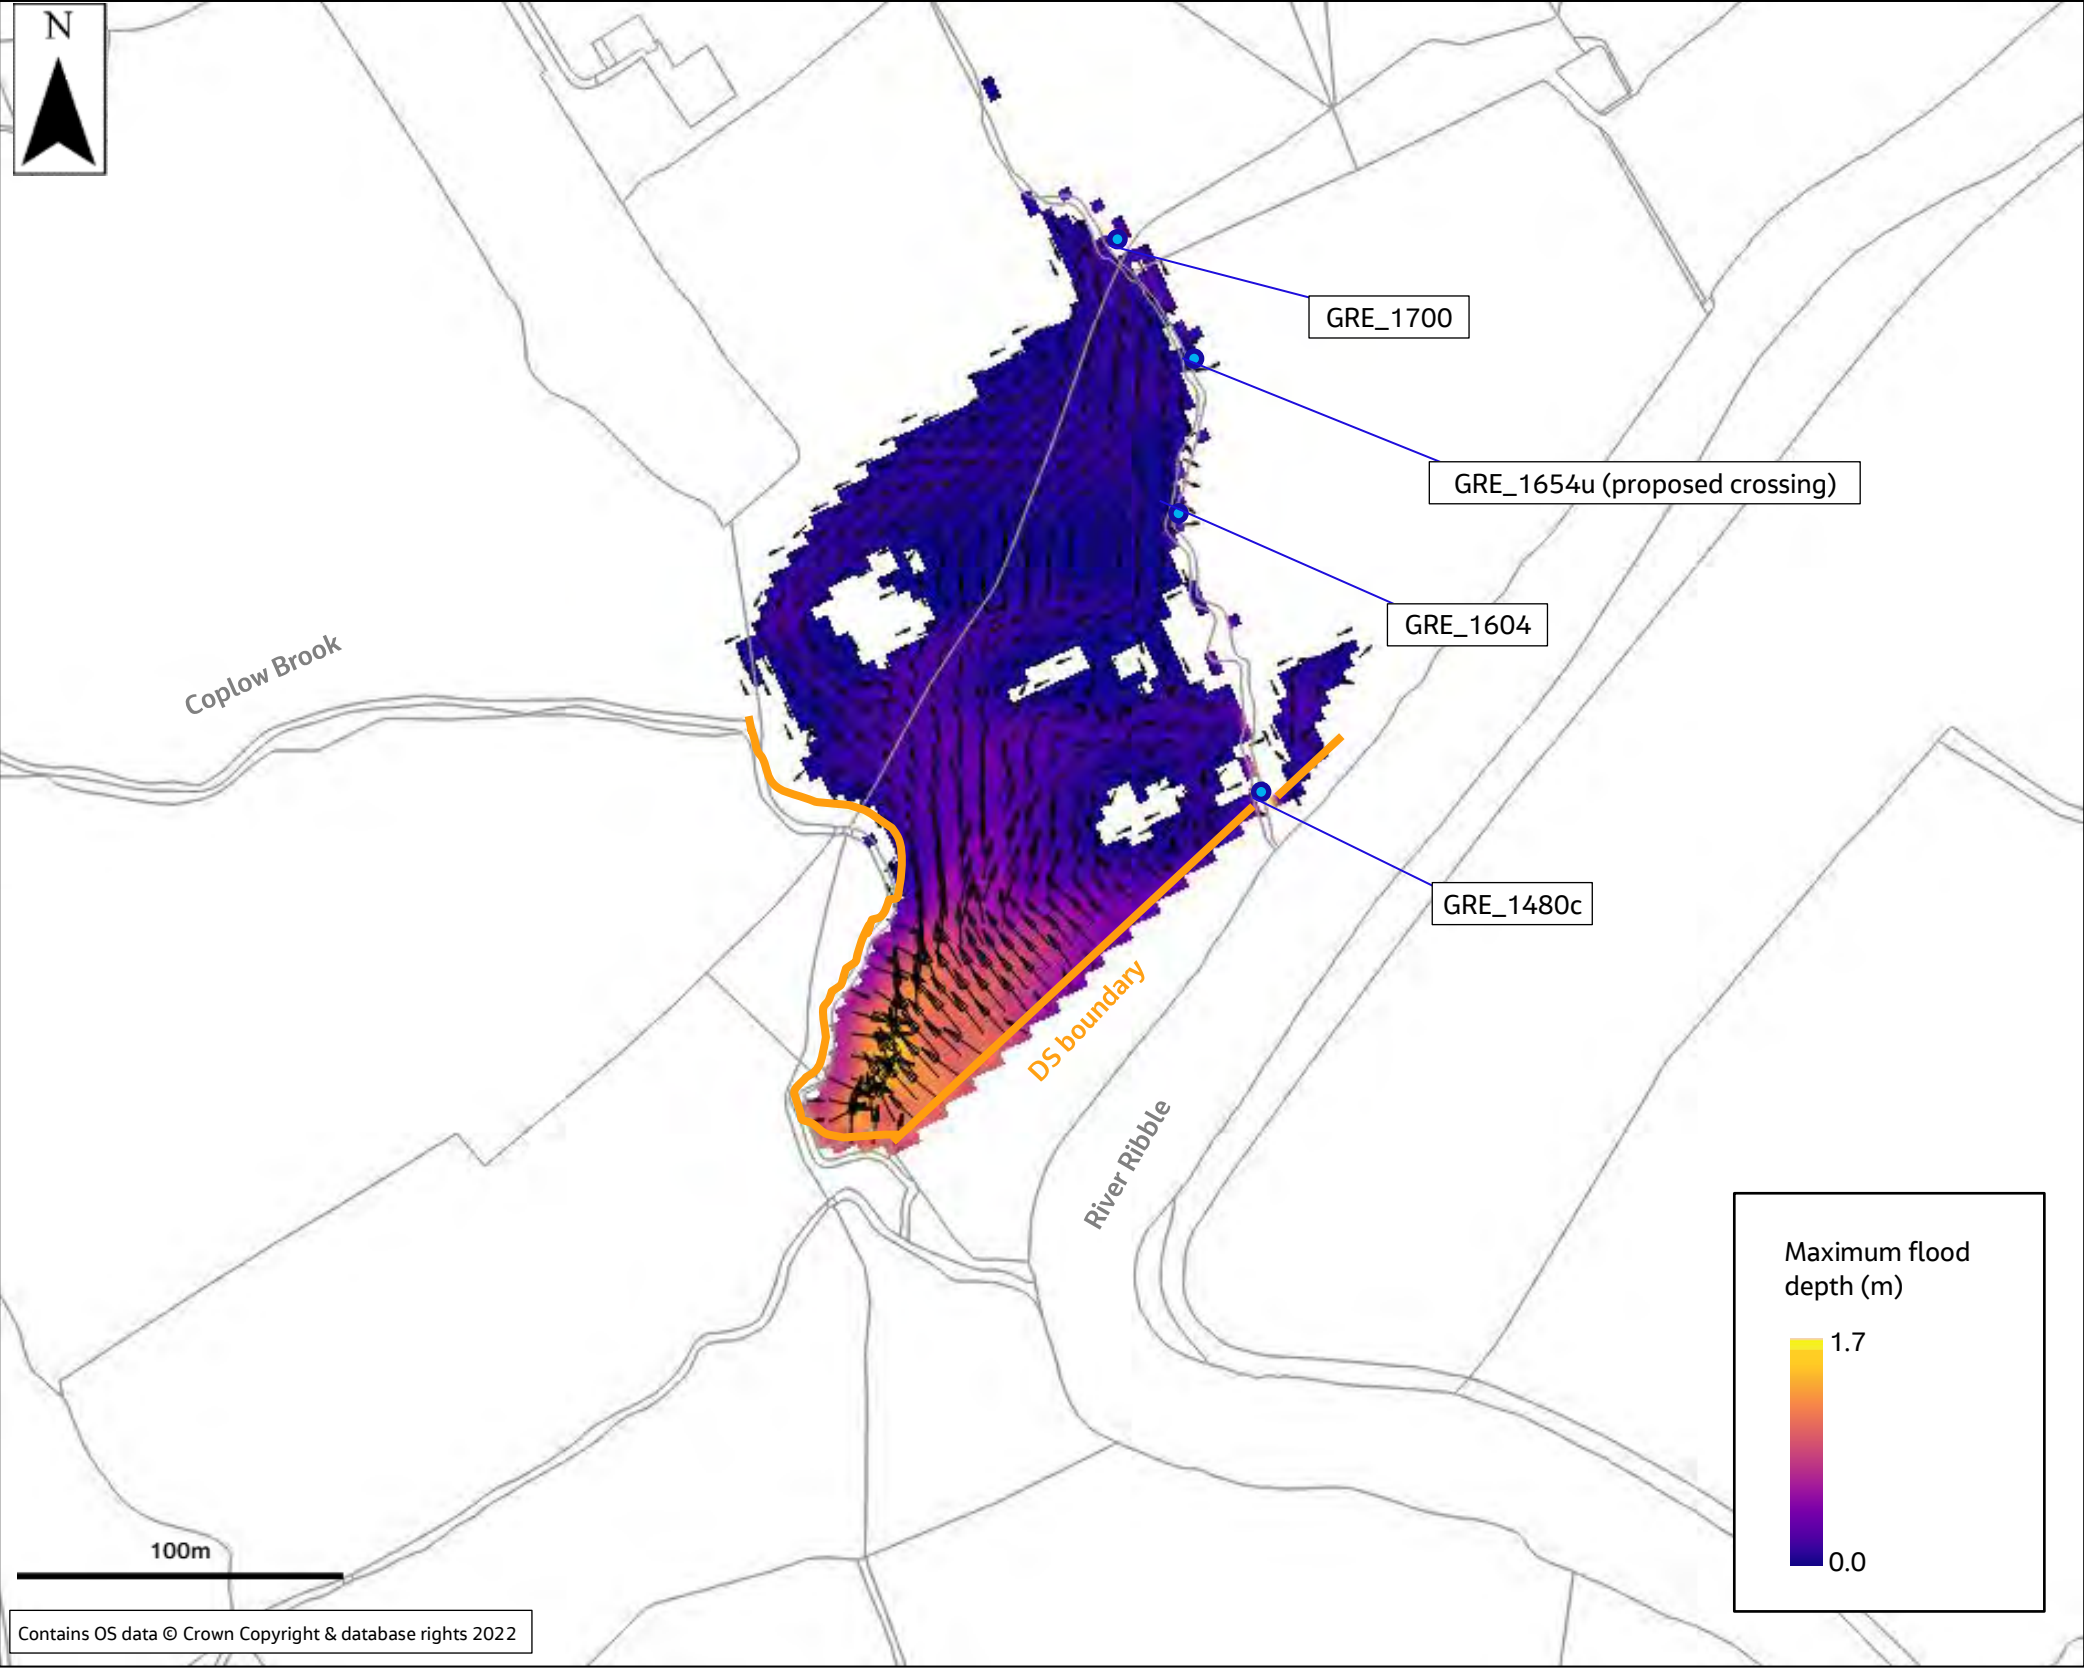 N
GRE_1700
GRE_1654u (proposed crossing)
GRE_1604
Coplow Brook
GRE_1480c
DS boundary
River Ribble
Maximum flood
depth (m)
1.7
0.0
100m
Contains OS data © Crown Copyright & database rights 2022